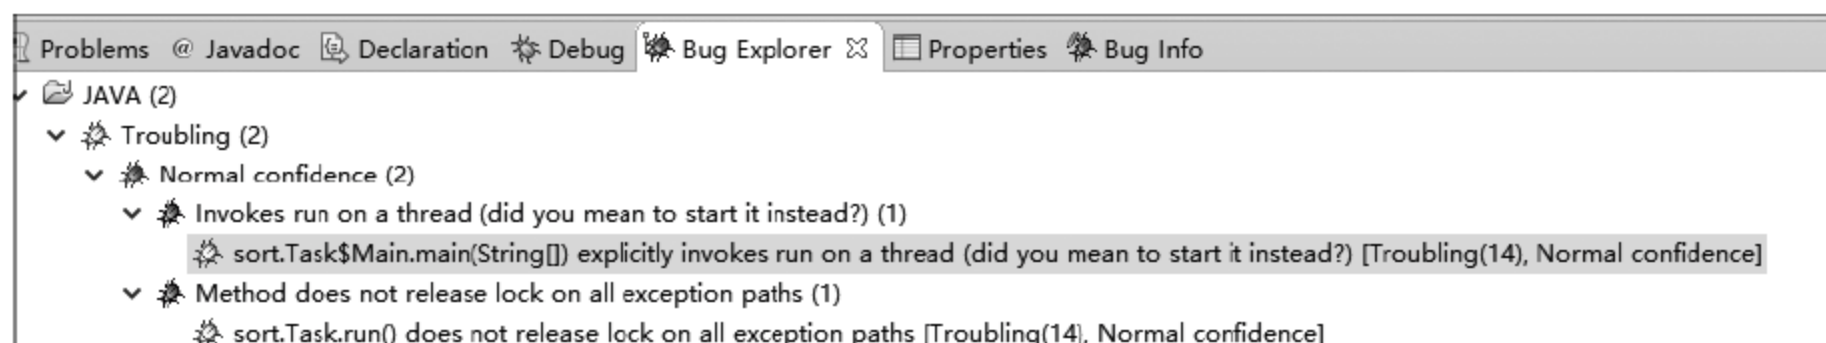 Problems @ Javadoc Declaration Debug Bug Explorer Properties Bug Info
JAVA (2)
Troubling (2)
Normal confidence (2)
Invokes run on a thread (did you mean to start it instead?) (1)
sort.Task$Main.main(String[]) explicitly invokes run on a thread (did you mean to start it instead?) [Troubling(14), Normal confidence]
Method does not release lock on all exception paths (1)
sort.Task.run() does not release lock on all exception paths [Troubling(14), Normal confidence]